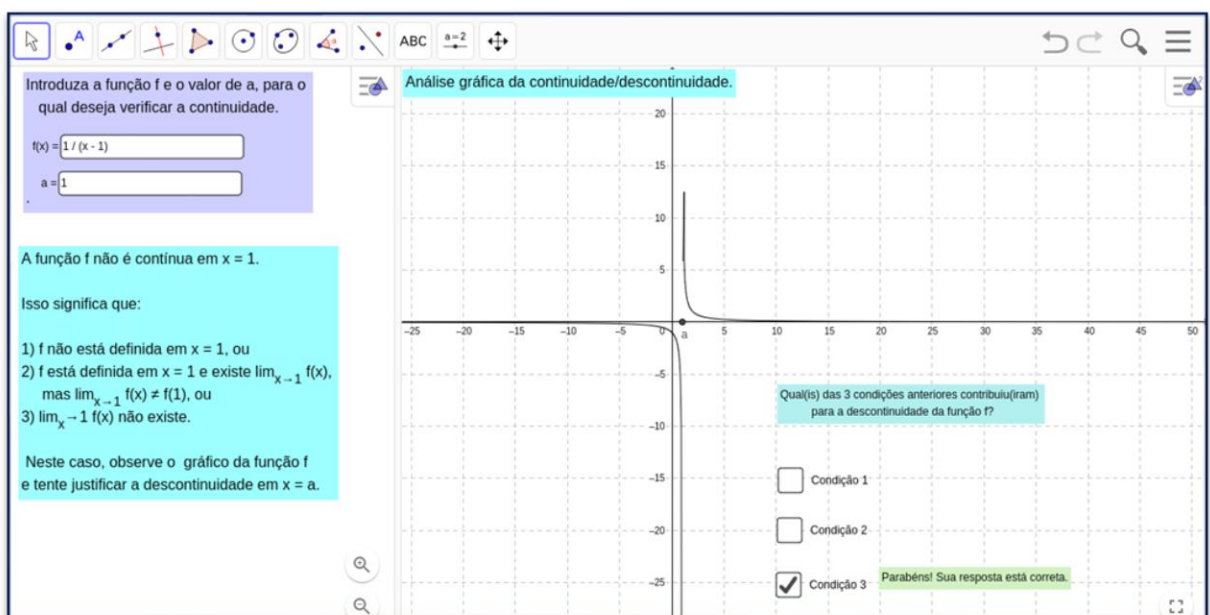 ABC
a=2
Introduza a função f e o valor de a, para o
qual deseja verificar a continuidade.
f(x) = 1 / (x - 1)
a = 1
.
A função f não é contínua em x = 1.
Isso significa que:
1) f não está definida em x = 1, ou
2) f está definida em x = 1 e existe lim x→1 f(x),
mas lim x→1 f(x) ≠ f(1), ou
3) lim x→1 f(x) não existe.
Neste caso, observe o gráfico da função f
e tente justificar a descontinuidade em x = a.
Análise gráfica da continuidade/descontinuidade.
20
15
10
5
−25 −20 −15 −10 −5 0 5 10 15 20 25 30 35 40 45 50
a
−5
−10
−15
−20
−25
Qual(is) das 3 condições anteriores contribuiu(iram)
para a descontinuidade da função f?
Condição 1
Condição 2
Condição 3 Parabéns! Sua resposta está correta.